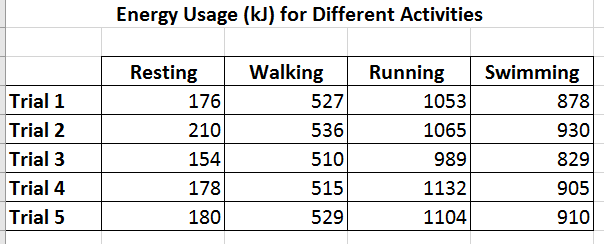 Energy Usage (kJ) for Different Activities
Resting Walking Running Swimming
Trial 1 176 527 1053 878
Trial 2 210 536 1065 930
Trial 3 154 510 989 829
Trial 4 178 515 1132 905
Trial 5 180 529 1104 910